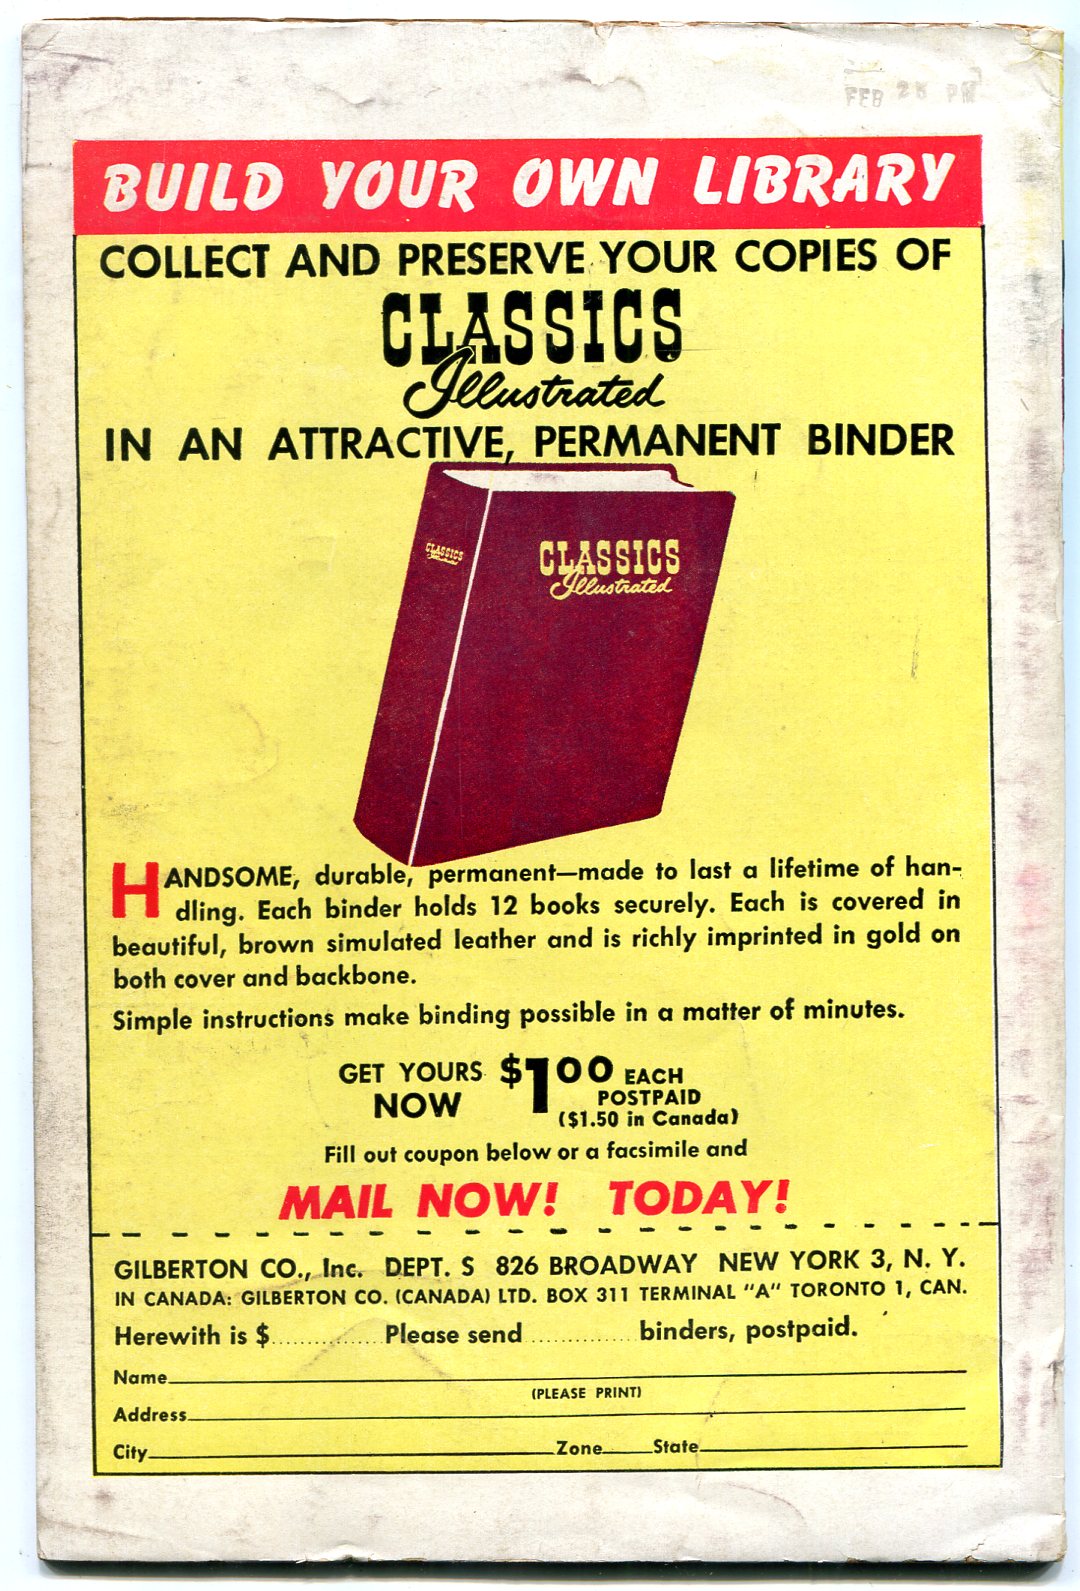 FEB 28 PM
BUILD YOUR OWN LIBRARY
COLLECT AND PRESERVE YOUR COPIES OF
CLASSICS
Illustrated
IN AN ATTRACTIVE, PERMANENT BINDER
CLASSICS
Illustrated
CLASSICS
Illustrated
HANDSOME, durable, permanent—made to last a lifetime of han-
dling. Each binder holds 12 books securely. Each is covered in
beautiful, brown simulated leather and is richly imprinted in gold on
both cover and backbone.
Simple instructions make binding possible in a matter of minutes.
GET YOURS NOW $1.00 EACH
POSTPAID
($1.50 in Canada)
Fill out coupon below or a facsimile and
MAIL NOW! TODAY!
GILBERTON CO., Inc. DEPT. S 826 BROADWAY NEW YORK 3, N. Y.
IN CANADA: GILBERTON CO. (CANADA) LTD. BOX 311 TERMINAL "A" TORONTO 1, CAN.
Herewith is $.............. Please send ............. binders, postpaid.
Name
(PLEASE PRINT)
Address
City Zone State